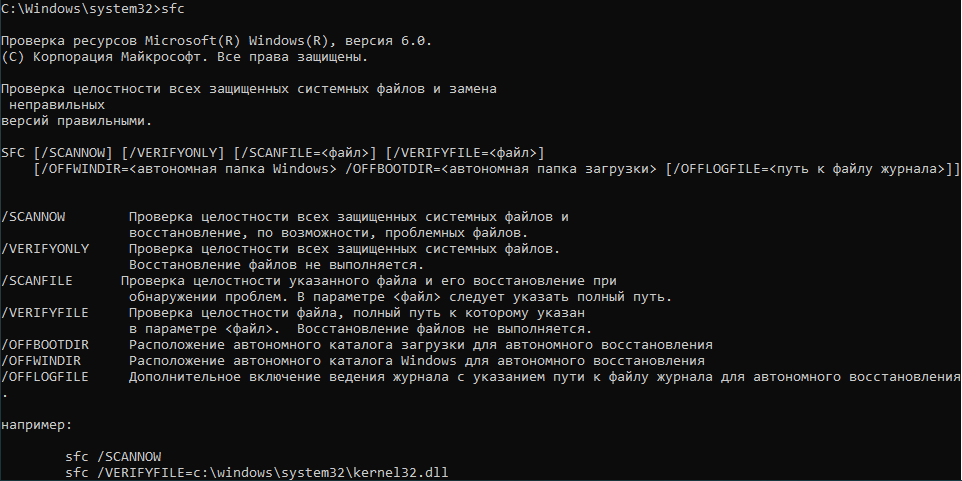 C:\Windows\system32>sfc
Проверка ресурсов Microsoft(R) Windows(R), версия 6.0.
(C) Корпорация Майкрософт. Все права защищены.
Проверка целостности всех защищенных системных файлов и замена
неправильных
версий правильными.
SFC [/SCANNOW] [/VERIFYONLY] [/SCANFILE=<файл>] [/VERIFYFILE=<файл>]
[/OFFWINDIR=<автономная папка Windows> /OFFBOOTDIR=<автономная папка загрузки> [/OFFLOGFILE=<путь к файлу журнала>]]
/SCANNOW Проверка целостности всех защищенных системных файлов и
восстановление, по возможности, проблемных файлов.
/VERIFYONLY Проверка целостности всех защищенных системных файлов.
Восстановление файлов не выполняется.
/SCANFILE Проверка целостности указанного файла и его восстановление при
обнаружении проблем. В параметре <файл> следует указать полный путь.
/VERIFYFILE Проверка целостности файла, полный путь к которому указан
в параметре <файл>. Восстановление файлов не выполняется.
/OFFBOOTDIR Расположение автономного каталога загрузки для автономного восстановления
/OFFWINDIR Расположение автономного каталога Windows для автономного восстановления
/OFFLOGFILE Дополнительное включение ведения журнала с указанием пути к файлу журнала для автономного восстановления
.
например:
sfc /SCANNOW
sfc /VERIFYFILE=c:\windows\system32\kernel32.dll